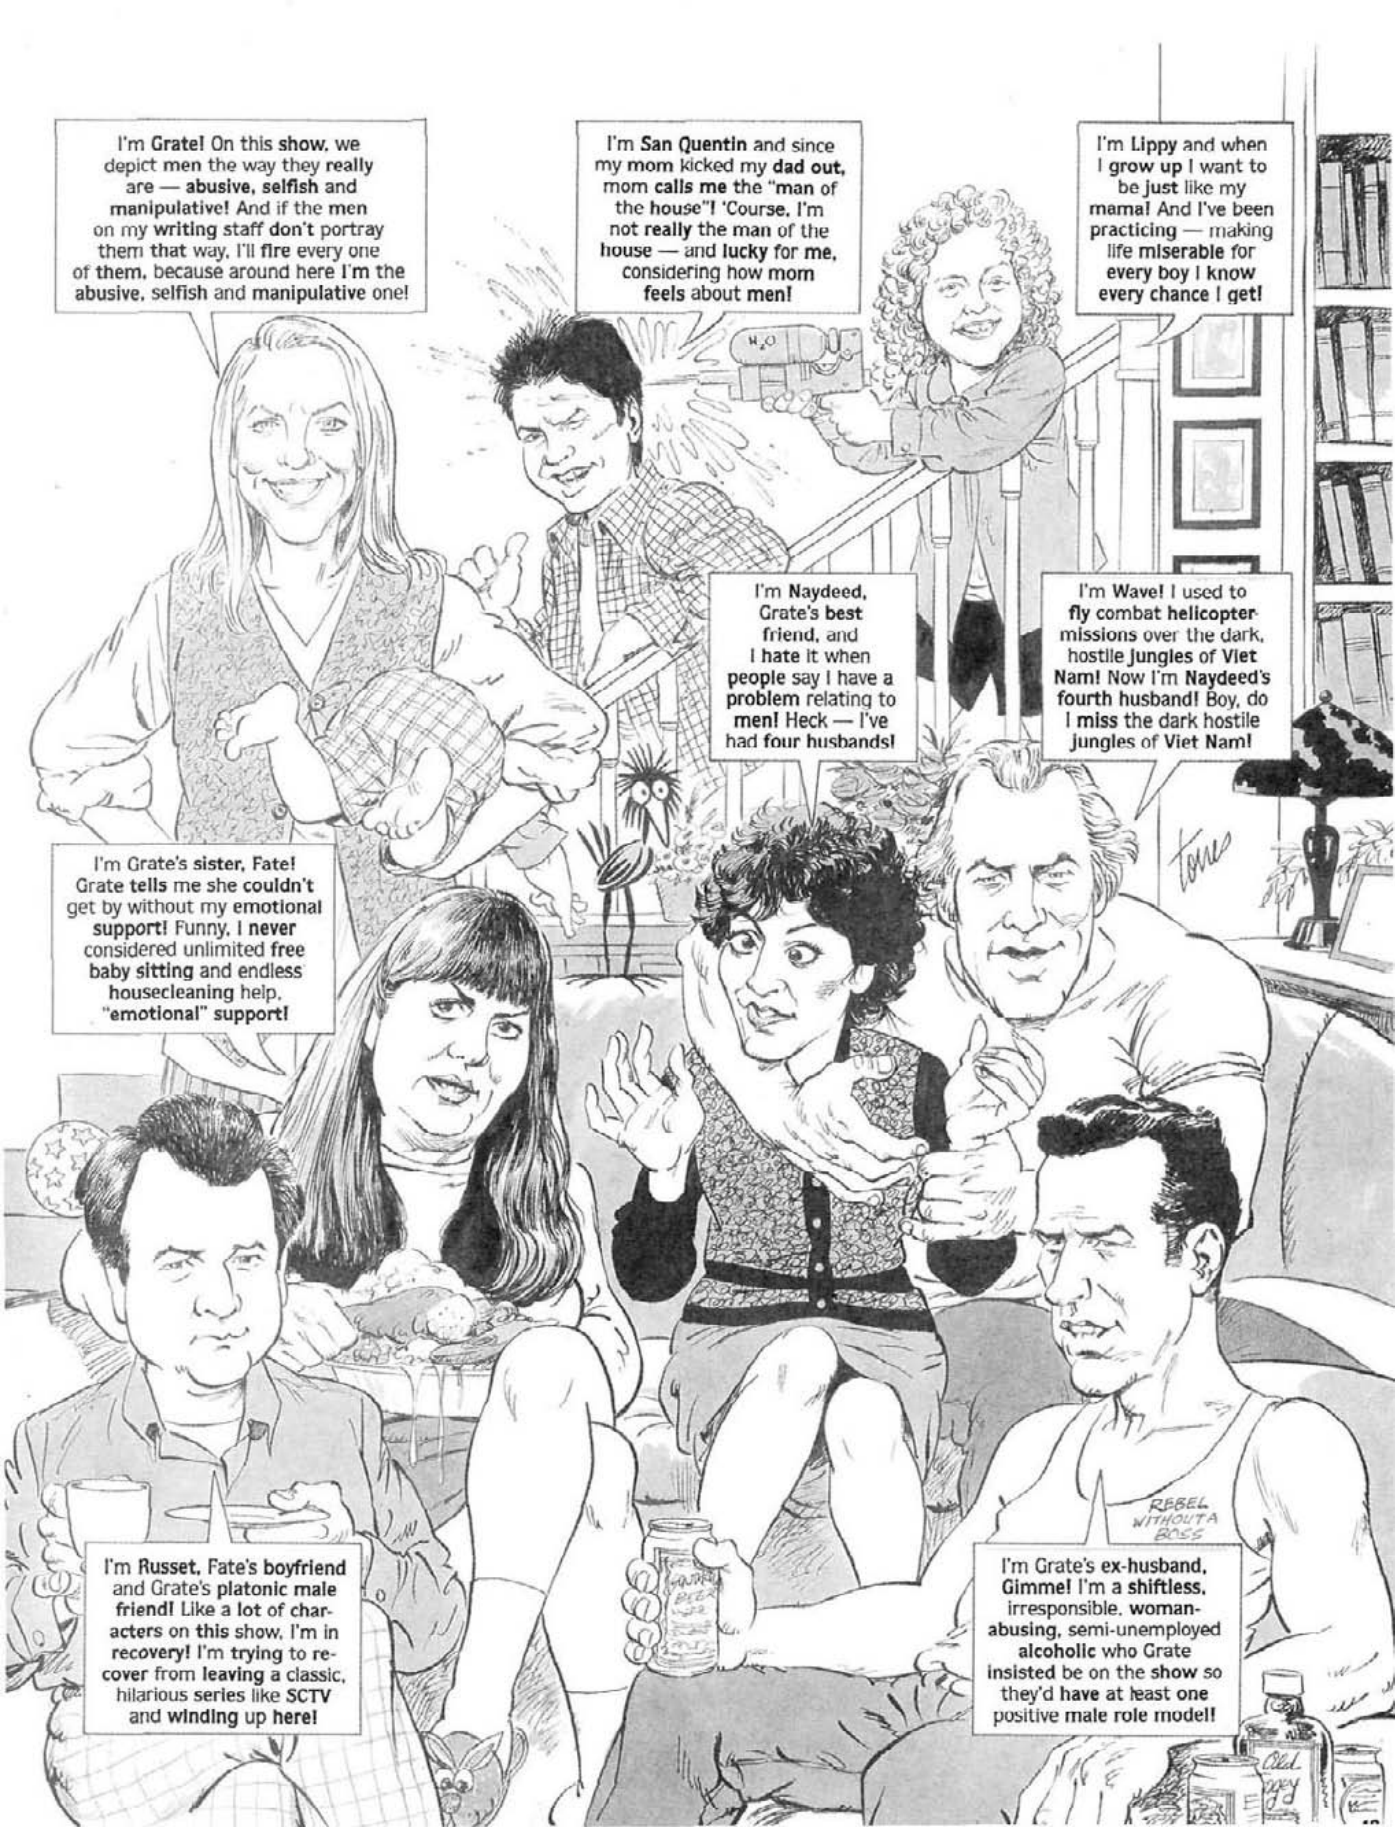 I'm Grate! On this show, we
depict men the way they really
are — abusive, selfish and
manipulative! And if the men
on my writing staff don't portray
them that way, I'll fire every one
of them, because around here I'm the
abusive, selfish and manipulative one!
I'm San Quentin and since
my mom kicked my dad out,
mom calls me the "man of
the house"! 'Course, I'm
not really the man of the
house — and lucky for me,
considering how mom
feels about men!
I'm Lippy and when
I grow up I want to
be just like my
mama! And I've been
practicing — making
life miserable for
every boy I know
every chance I get!
H2O
I'm Naydeed,
Grate's best
friend, and
I hate it when
people say I have a
problem relating to
men! Heck — I've
had four husbands!
I'm Wave! I used to
fly combat helicopter
missions over the dark,
hostile jungles of Viet
Nam! Now I'm Naydeed's
fourth husband! Boy, do
I miss the dark hostile
jungles of Viet Nam!
Torres
I'm Grate's sister, Fate!
Grate tells me she couldn't
get by without my emotional
support! Funny, I never
considered unlimited free
baby sitting and endless
housecleaning help,
"emotional" support!
REBEL
WITHOUT A
BOSS
BEER
I'm Russet, Fate's boyfriend
and Grate's platonic male
friend! Like a lot of char-
acters on this show, I'm in
recovery! I'm trying to re-
cover from leaving a classic,
hilarious series like SCTV
and winding up here!
I'm Grate's ex-husband,
Gimme! I'm a shiftless,
irresponsible, woman-
abusing, semi-unemployed
alcoholic who Grate
insisted be on the show so
they'd have at least one
positive male role model!
Old